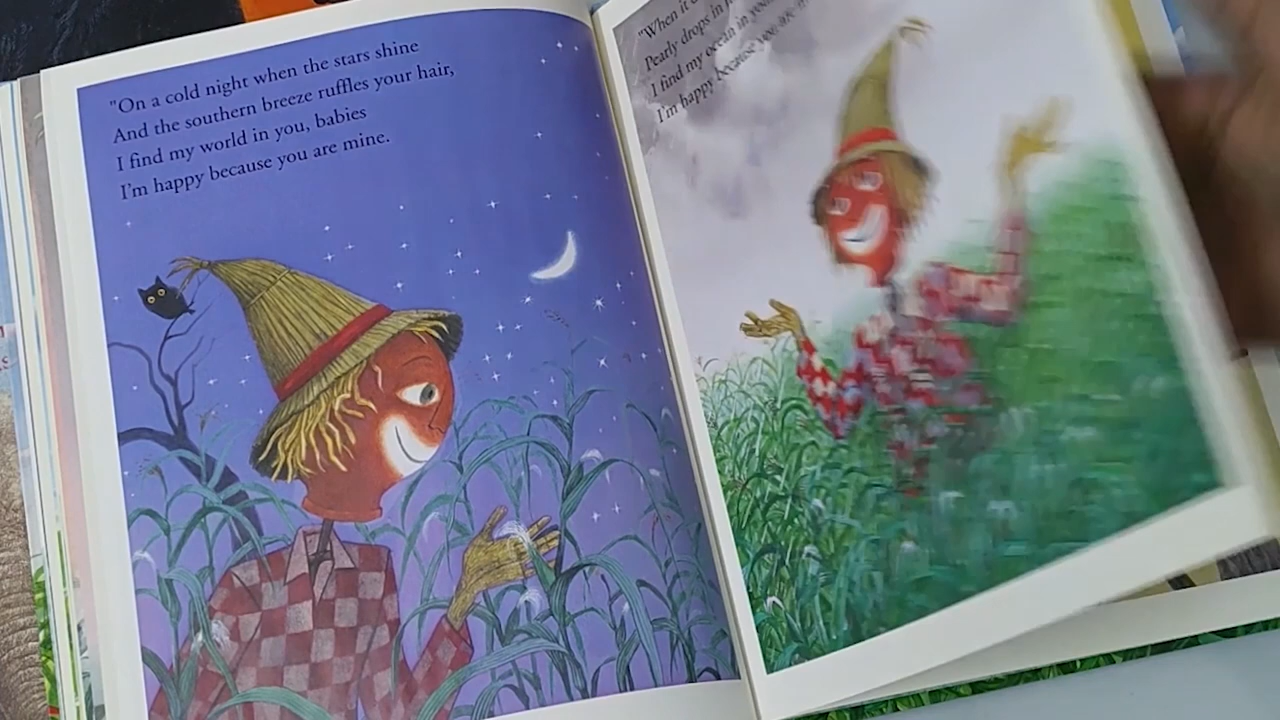 "On a cold night when the stars shine
And the southern breeze ruffles your hair,
I find my world in you, babies
I'm happy because you are mine.
"When it
Pearly drops in
I find my ocean in
I'm happy because you are